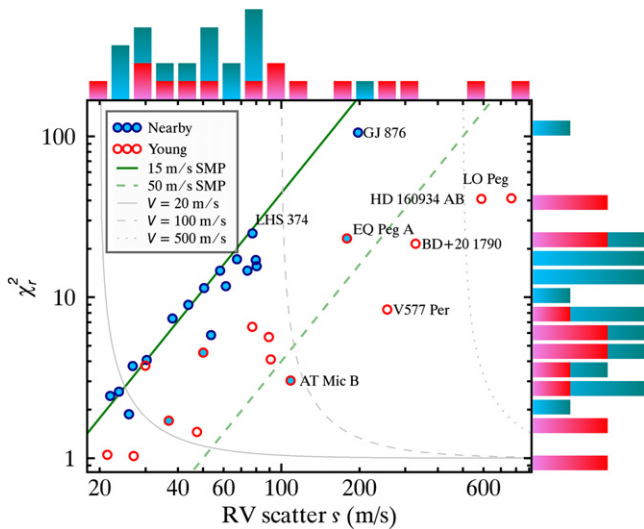 100
10
1
χ²ᵣ
Nearby
Young
15 m/s SMP
50 m/s SMP
V = 20 m/s
V = 100 m/s
V = 500 m/s
GJ 876
LO Peg
HD 160934 AB
LHS 374
EQ Peg A
BD+20 1790
V577 Per
AT Mic B
20 40 60 100 200 400 600
RV scatter s (m/s)